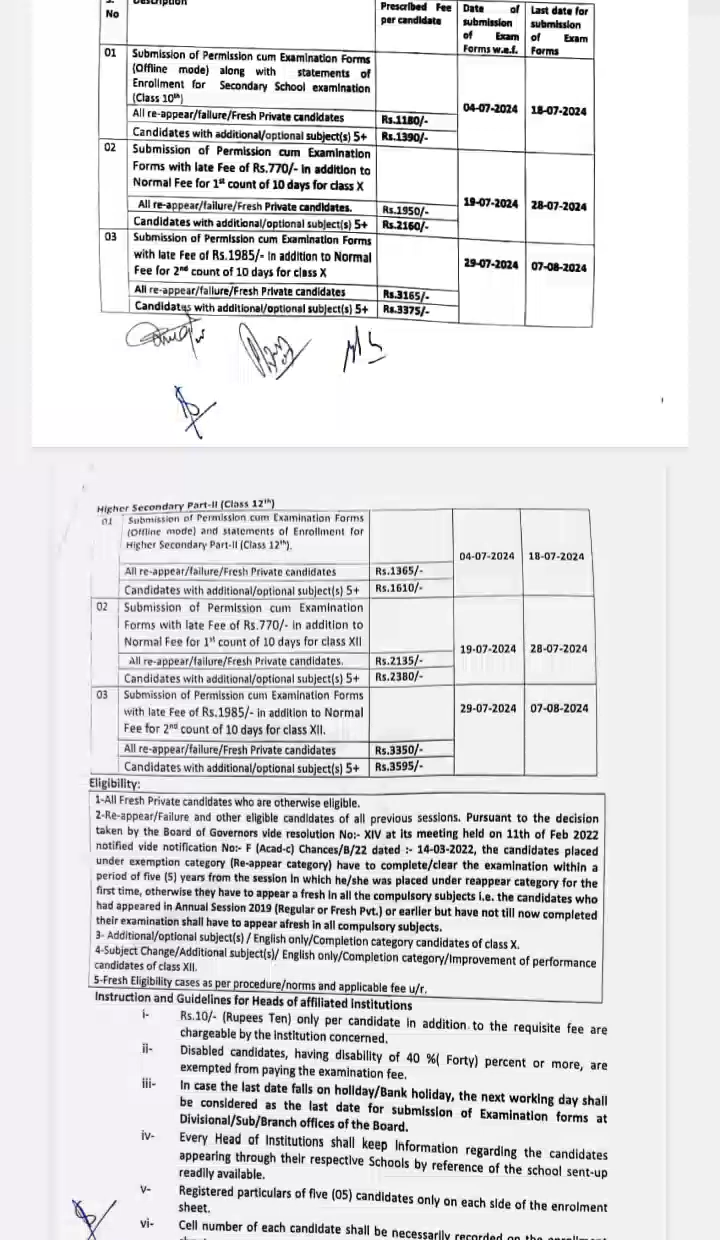 S. Description Prescribed Fee Date of Last date for
No per candidate submission submission
of Exam of Exam
Forms w.e.f. Forms
01 Submission of Permission cum Examination Forms
(Offline mode) along with statements of
Enrollment for Secondary School examination
(Class 10th)
04-07-2024 18-07-2024
All re-appear/failure/Fresh Private candidates Rs.1180/-
Candidates with additional/optional subject(s) 5+ Rs.1390/-
02 Submission of Permission cum Examination
Forms with late Fee of Rs.770/- in addition to
Normal Fee for 1st count of 10 days for class X
19-07-2024 28-07-2024
All re-appear/failure/Fresh Private candidates. Rs.1950/-
Candidates with additional/optional subject(s) 5+ Rs.2160/-
03 Submission of Permission cum Examination Forms
with late Fee of Rs.1985/- in addition to Normal
Fee for 2nd count of 10 days for class X
29-07-2024 07-08-2024
All re-appear/failure/Fresh Private candidates Rs.3165/-
Candidates with additional/optional subject(s) 5+ Rs.3375/-
Higher Secondary Part-II (Class 12th)
01 Submission of Permission cum Examination Forms
(Offline mode) and statements of Enrollment for
Higher Secondary Part-II (Class 12th).
04-07-2024 18-07-2024
All re-appear/failure/Fresh Private candidates Rs.1365/-
Candidates with additional/optional subject(s) 5+ Rs.1610/-
02 Submission of Permission cum Examination
Forms with late Fee of Rs.770/- in addition to
Normal Fee for 1st count of 10 days for class XII
19-07-2024 28-07-2024
All re-appear/failure/Fresh Private candidates. Rs.2135/-
Candidates with additional/optional subject(s) 5+ Rs.2380/-
03 Submission of Permission cum Examination Forms
with late Fee of Rs.1985/- in addition to Normal
Fee for 2nd count of 10 days for class XII.
29-07-2024 07-08-2024
All re-appear/failure/Fresh Private candidates Rs.3350/-
Candidates with additional/optional subject(s) 5+ Rs.3595/-
Eligibility:
1-All Fresh Private candidates who are otherwise eligible.
2-Re-appear/Failure and other eligible candidates of all previous sessions. Pursuant to the decision
taken by the Board of Governors vide resolution No:- XIV at its meeting held on 11th of Feb 2022
notified vide notification No:- F (Acad-c) Chances/B/22 dated :- 14-03-2022, the candidates placed
under exemption category (Re-appear category) have to complete/clear the examination within a
period of five (5) years from the session in which he/she was placed under reappear category for the
first time, otherwise they have to appear a fresh in all the compulsory subjects i.e. the candidates who
had appeared in Annual Session 2019 (Regular or Fresh Pvt.) or earlier but have not till now completed
their examination shall have to appear afresh in all compulsory subjects.
3- Additional/optional subject(s) / English only/Completion category candidates of class X.
4-Subject Change/Additional subject(s)/ English only/Completion category/Improvement of performance
candidates of class XII.
5-Fresh Eligibility cases as per procedure/norms and applicable fee u/r.
Instruction and Guidelines for Heads of affiliated Institutions
i- Rs.10/- (Rupees Ten) only per candidate in addition to the requisite fee are
chargeable by the institution concerned.
ii- Disabled candidates, having disability of 40 %( Forty) percent or more, are
exempted from paying the examination fee.
iii- In case the last date falls on holiday/Bank holiday, the next working day shall
be considered as the last date for submission of Examination forms at
Divisional/Sub/Branch offices of the Board.
iv- Every Head of Institutions shall keep information regarding the candidates
appearing through their respective Schools by reference of the school sent-up
readily available.
v- Registered particulars of five (05) candidates only on each side of the enrolment
sheet.
vi- Cell number of each candidate shall be necessarily recorded on the